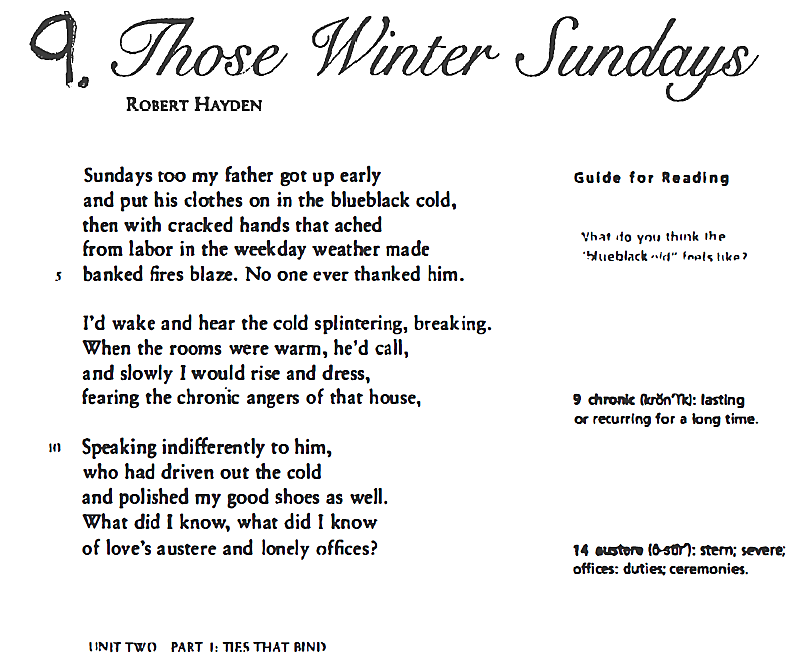 9. Those Winter Sundays
ROBERT HAYDEN
Sundays too my father got up early
and put his clothes on in the blueblack cold,
then with cracked hands that ached
from labor in the weekday weather made
5 banked fires blaze. No one ever thanked him.
I'd wake and hear the cold splintering, breaking.
When the rooms were warm, he'd call,
and slowly I would rise and dress,
fearing the chronic angers of that house,
10 Speaking indifferently to him,
who had driven out the cold
and polished my good shoes as well.
What did I know, what did I know
of love's austere and lonely offices?
Guide for Reading
What do you think the
"blueblack cold" feels like?
9 chronic (krŏn'ĭk): lasting
or recurring for a long time.
14 austere (ô-stîr'): stern; severe;
offices: duties; ceremonies.
UNIT TWO PART 1: TIES THAT BIND